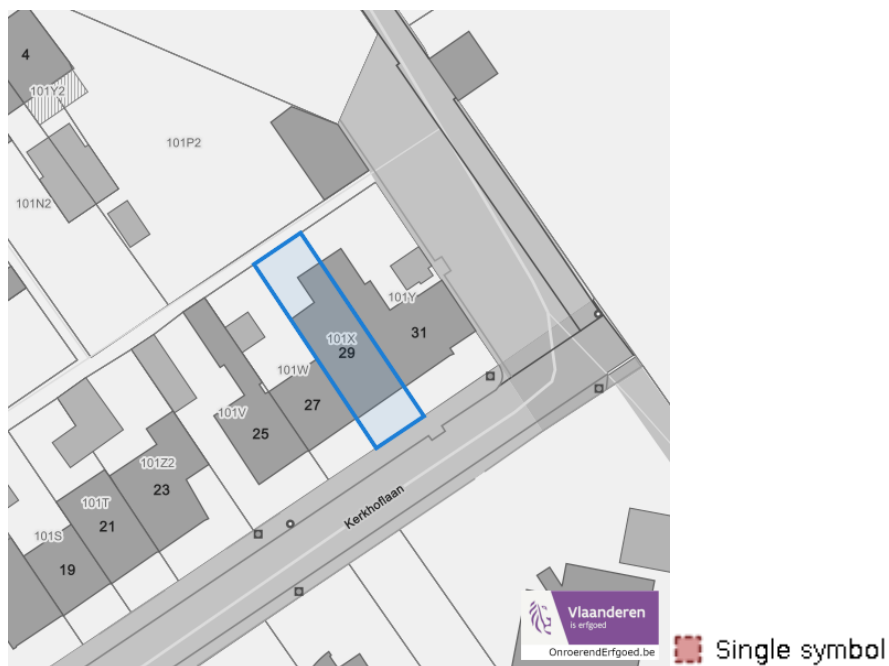 4
101Y2
101P2
101N2
101Y
31
101X
29
101W
27
101V
25
101Z2
23
101T
21
101S
19
Kerkhoflaan
Vlaanderen
is erfgoed
OnroerendErfgoed.be
Single symbol